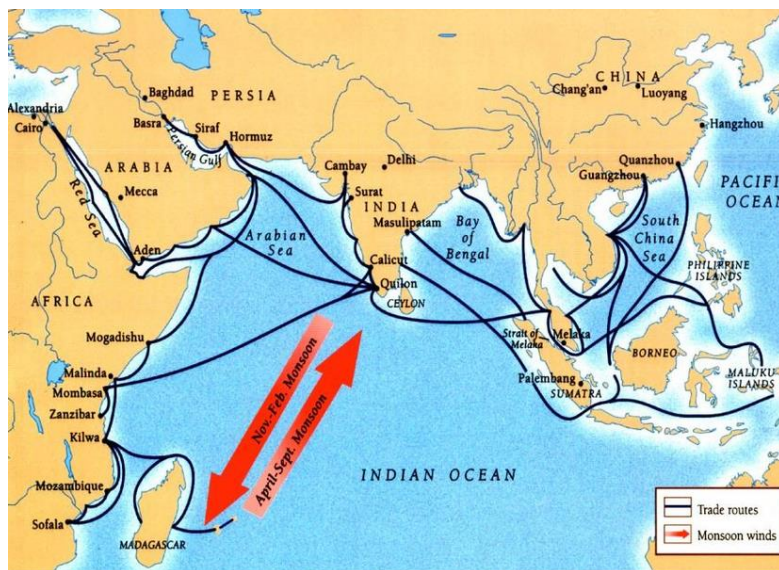 CHINA
Chang'an
Luoyang
Hangzhou
Baghdad
PERSIA
Alexandria
Cairo
Basra
Siraf
Hormuz
Persian Gulf
ARABIA
Mecca
Red Sea
Aden
Cambay
Delhi
Surat
INDIA
Masulipatam
Quanzhou
Guangzhou
PACIFIC
OCEAN
Arabian
Sea
Bay
of
Bengal
South
China
Sea
PHILIPPINE
ISLANDS
Calicut
Quilon
CEYLON
AFRICA
Mogadishu
Malinda
Mombasa
Zanzibar
Kilwa
Mozambique
Sofala
MADAGASCAR
Nov.-Feb. Monsoon
April-Sept. Monsoon
Strait of
Melaka
Melaka
Palembang
SUMATRA
BORNEO
MALUKU
ISLANDS
INDIAN OCEAN
Trade routes
Monsoon winds